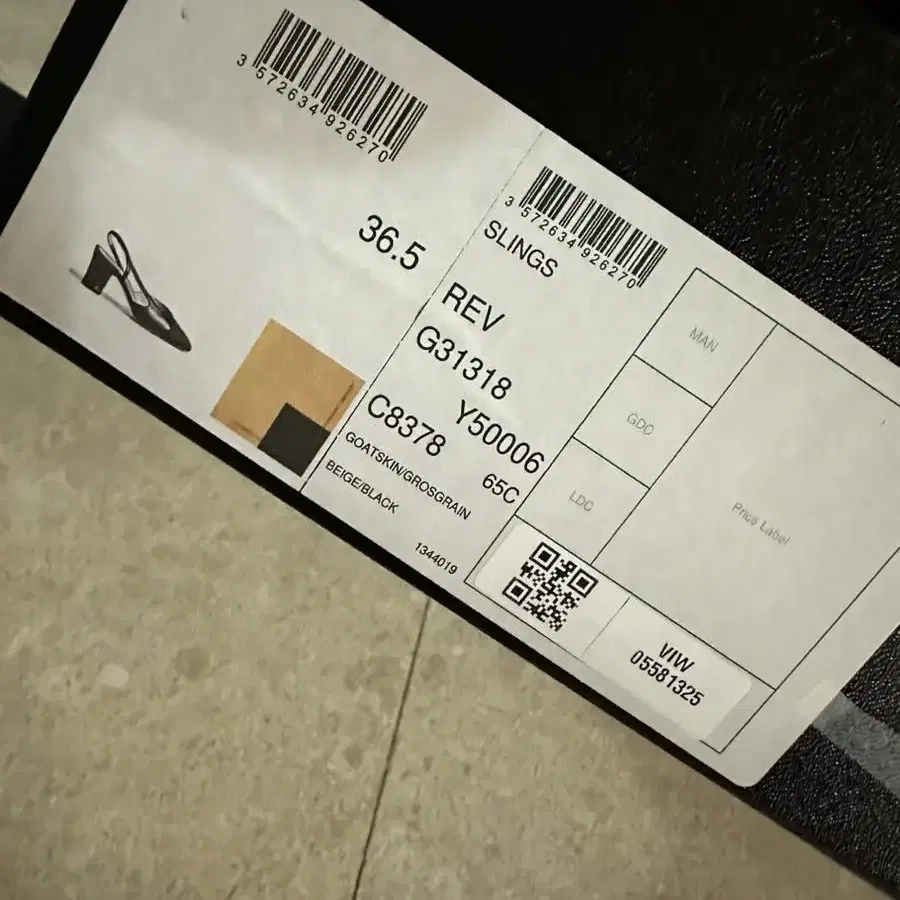 3 572634 926270
36.5
3 572634 926270
SLINGS
REV
G31318
Y50006
C8378
65C
GOATSKIN/GROSGRAIN
BEIGE/BLACK
1344019
MAN
GDC
LDC
Price Label
VIW
05581325